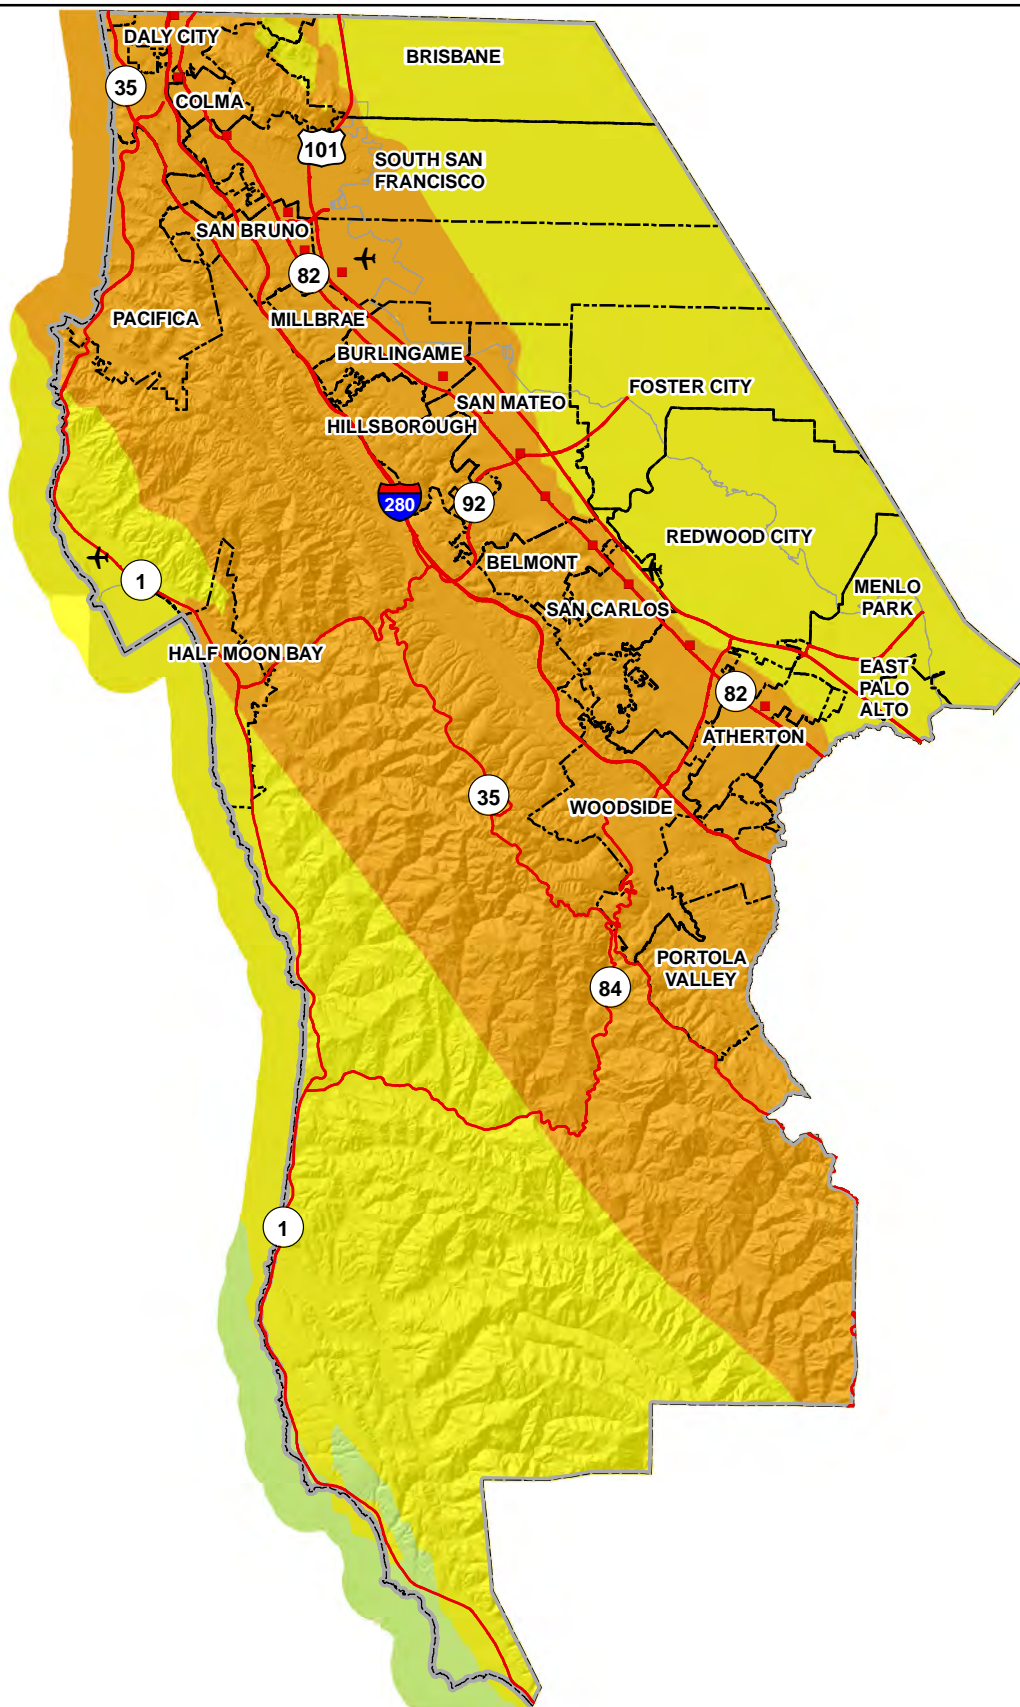 DALY CITY
BRISBANE
35
COLMA
101
SOUTH SAN
FRANCISCO
SAN BRUNO
82
PACIFICA
MILLBRAE
BURLINGAME
FOSTER CITY
SAN MATEO
HILLSBOROUGH
280
92
REDWOOD CITY
BELMONT
1
MENLO
PARK
SAN CARLOS
HALF MOON BAY
EAST
PALO
ALTO
82
ATHERTON
35
WOODSIDE
PORTOLA
VALLEY
84
1